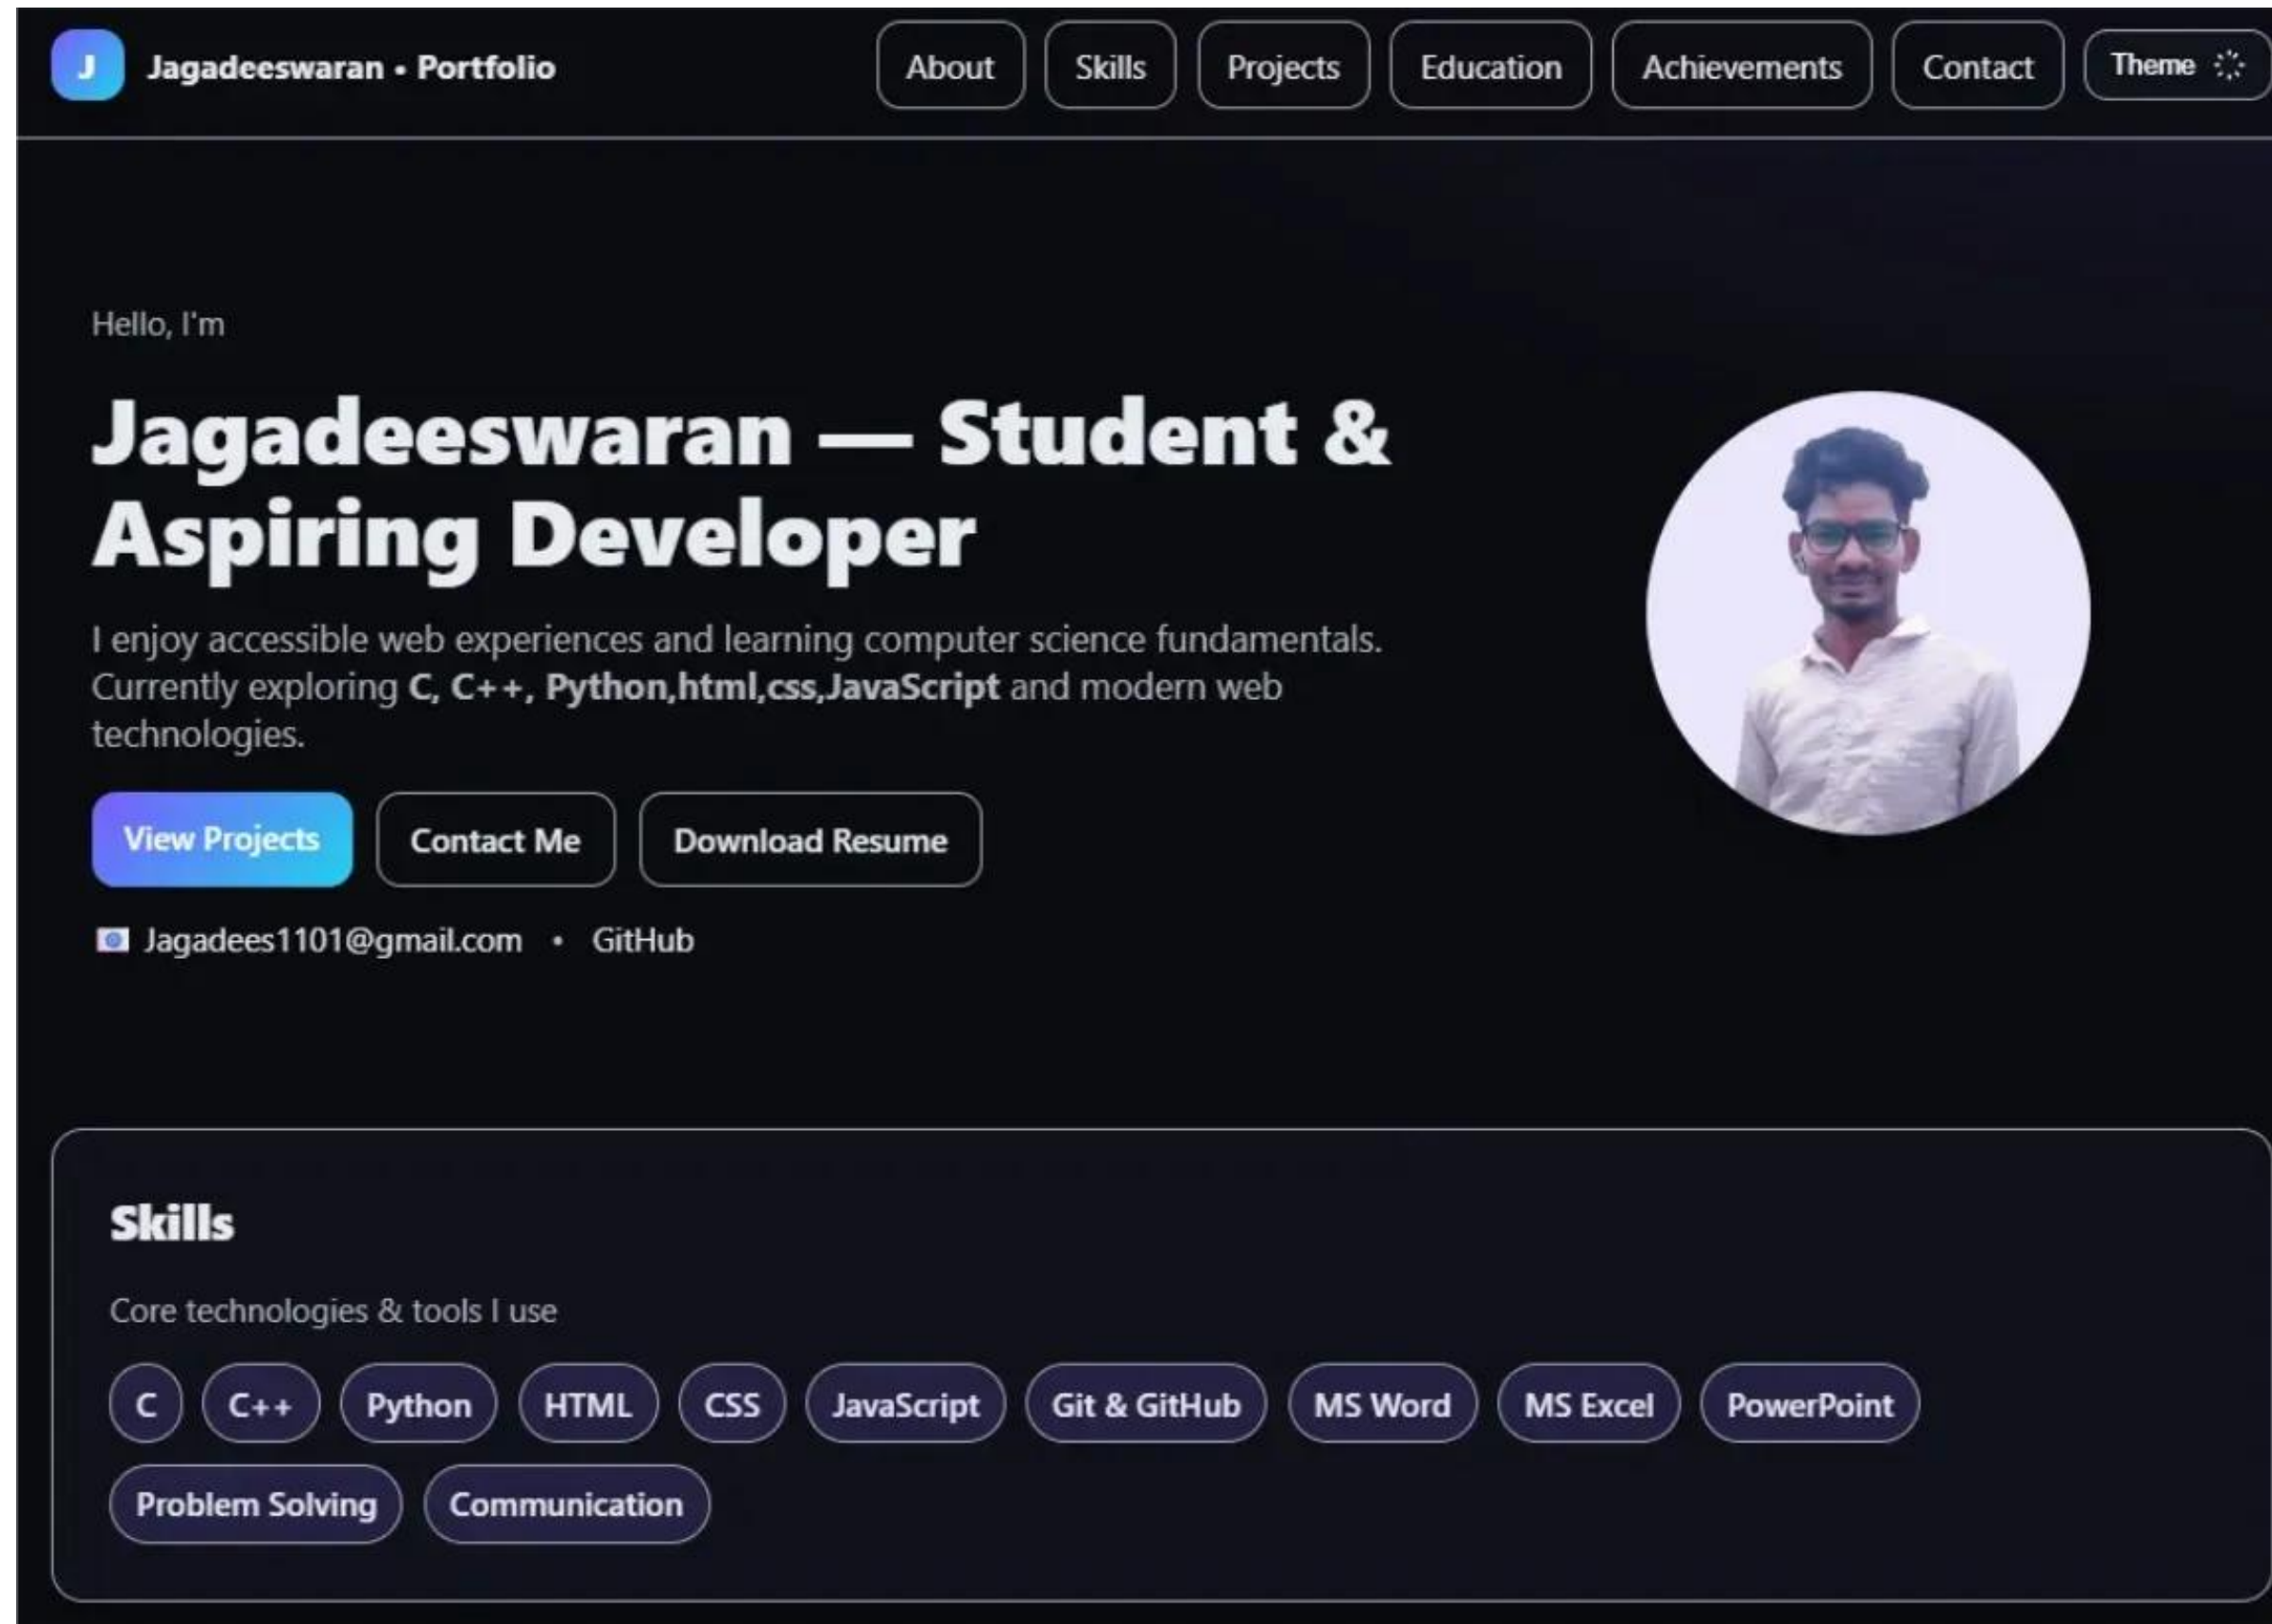 J Jagadeeswaran • Portfolio About Skills Projects Education Achievements Contact Theme
Hello, I'm
Jagadeeswaran — Student &
Aspiring Developer
I enjoy accessible web experiences and learning computer science fundamentals.
Currently exploring C, C++, Python,html,css,JavaScript and modern web
technologies.
View Projects Contact Me Download Resume
Jagadees1101@gmail.com • GitHub
Skills
Core technologies & tools I use
C C++ Python HTML CSS JavaScript Git & GitHub MS Word MS Excel PowerPoint
Problem Solving Communication